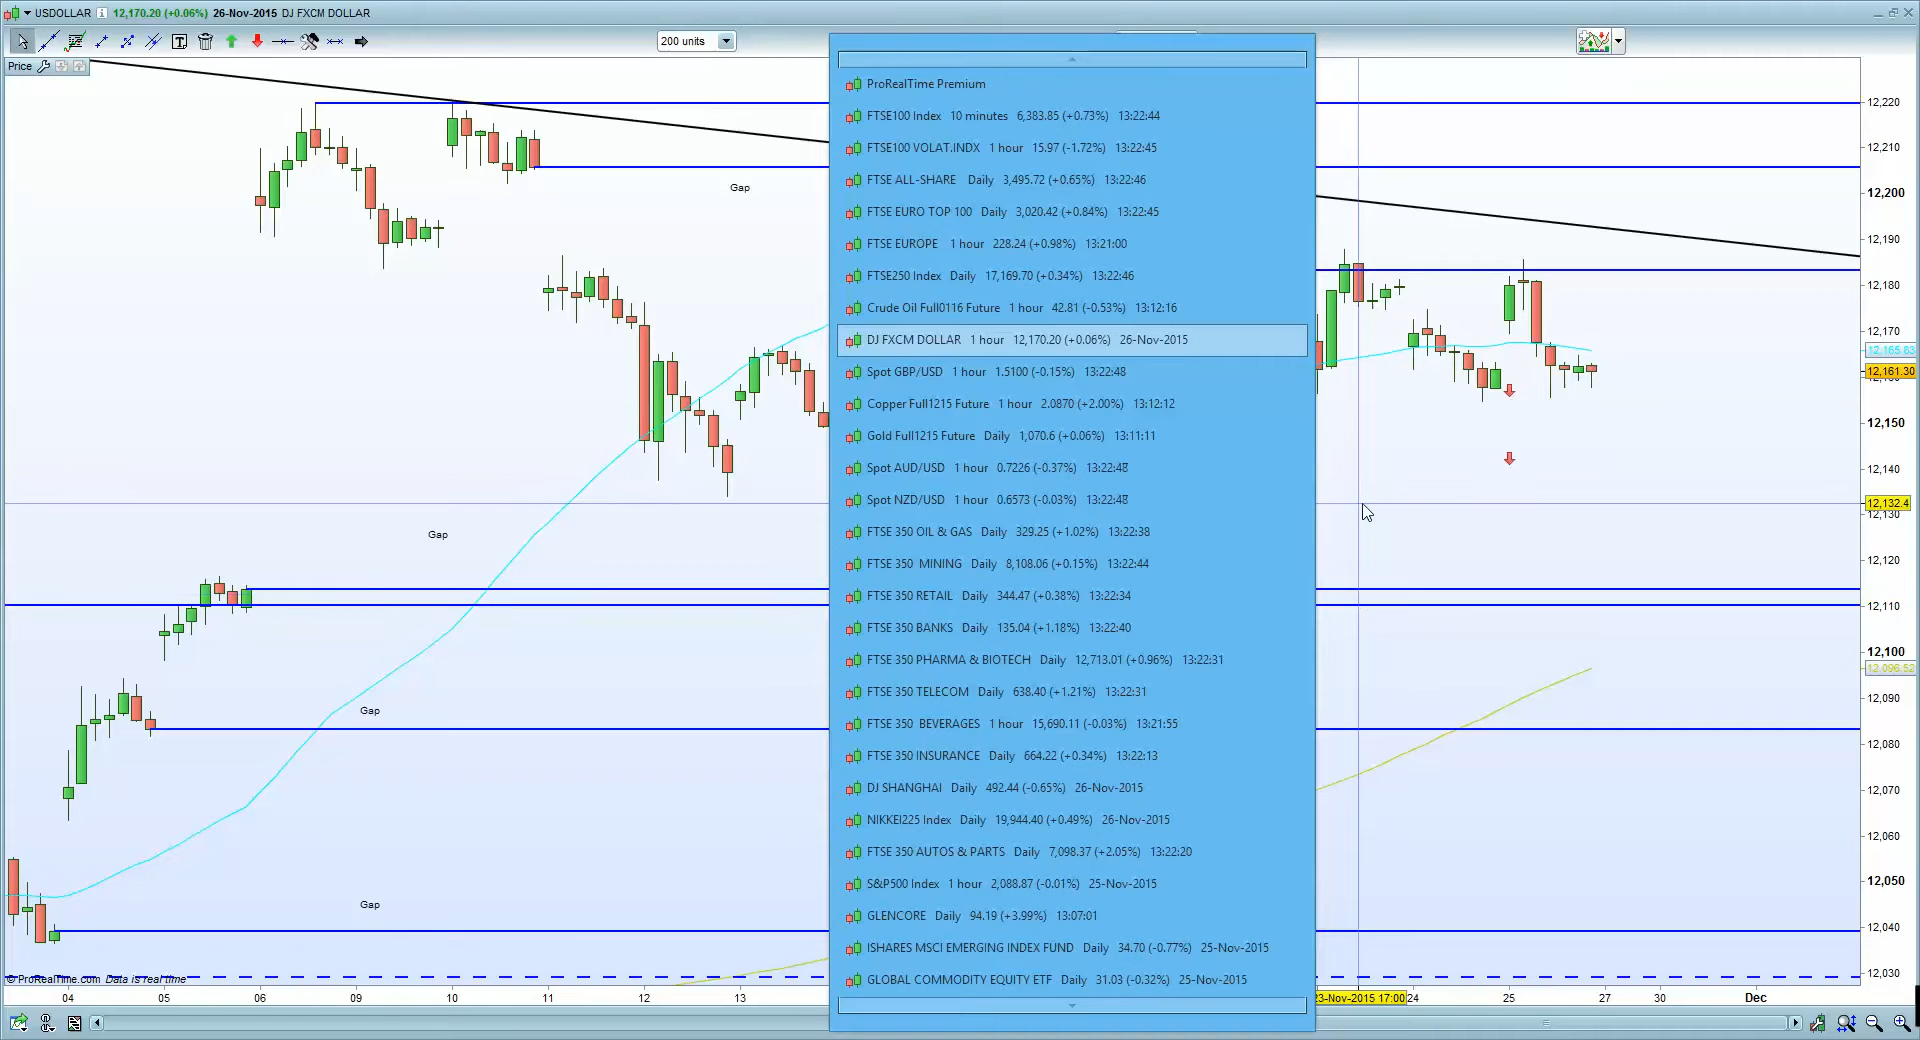 USDOLLAR i 12,170.20 (+0.06%) 26-Nov-2015 DJ FXCM DOLLAR
T 200 units
Price
ProRealTime Premium
FTSE100 Index 10 minutes 6,383.85 (+0.73%) 13:22:44
FTSE100 VOLAT.INDX 1 hour 15.97 (-1.72%) 13:22:45
FTSE ALL-SHARE Daily 3,495.72 (+0.65%) 13:22:46
FTSE EURO TOP 100 Daily 3,020.42 (+0.84%) 13:22:45
FTSE EUROPE 1 hour 228.24 (+0.98%) 13:21:00
FTSE250 Index Daily 17,169.70 (+0.34%) 13:22:46
Crude Oil Full0116 Future 1 hour 42.81 (-0.53%) 13:12:16
DJ FXCM DOLLAR 1 hour 12,170.20 (+0.06%) 26-Nov-2015
Spot GBP/USD 1 hour 1.5100 (-0.15%) 13:22:48
Copper Full1215 Future 1 hour 2.0870 (+2.00%) 13:12:12
Gold Full1215 Future Daily 1,070.6 (+0.06%) 13:11:11
Spot AUD/USD 1 hour 0.7226 (-0.37%) 13:22:48
Spot NZD/USD 1 hour 0.6573 (-0.03%) 13:22:48
FTSE 350 OIL & GAS Daily 329.25 (+1.02%) 13:22:38
FTSE 350 MINING Daily 8,108.06 (+0.15%) 13:22:44
FTSE 350 RETAIL Daily 344.47 (+0.38%) 13:22:34
FTSE 350 BANKS Daily 135.04 (+1.18%) 13:22:40
FTSE 350 PHARMA & BIOTECH Daily 12,713.01 (+0.96%) 13:22:31
FTSE 350 TELECOM Daily 638.40 (+1.21%) 13:22:31
FTSE 350 BEVERAGES 1 hour 15,690.11 (-0.03%) 13:21:55
FTSE 350 INSURANCE Daily 664.22 (+0.34%) 13:22:13
DJ SHANGHAI Daily 492.44 (-0.65%) 26-Nov-2015
NIKKEI225 Index Daily 19,944.40 (+0.49%) 26-Nov-2015
FTSE 350 AUTOS & PARTS Daily 7,098.37 (+2.05%) 13:22:20
S&P500 Index 1 hour 2,088.87 (-0.01%) 25-Nov-2015
GLENCORE Daily 94.19 (+3.99%) 13:07:01
ISHARES MSCI EMERGING INDEX FUND Daily 34.70 (-0.77%) 25-Nov-2015
GLOBAL COMMODITY EQUITY ETF Daily 31.03 (-0.32%) 25-Nov-2015
Gap
Gap
Gap
Gap
12,220
12,210
12,200
12,190
12,180
12,170
12,165.83
12,161.30
12,150
12,140
12,132.4
12,130
12,120
12,110
12,100
12,096.52
12,090
12,080
12,070
12,060
12,050
12,040
12,030
© ProRealTime.com Data is real time
04 05 06 09 10 11 12 13 23-Nov-2015 17:00 24 25 27 30 Dec